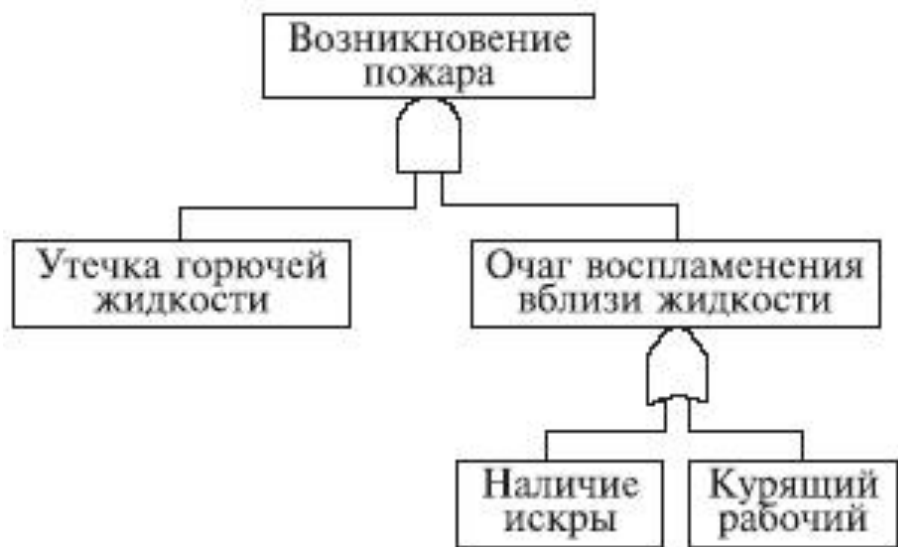 Возникновение
пожара
Утечка горючей
жидкости
Очаг воспламенения
вблизи жидкости
Наличие
искры
Курящий
рабочий